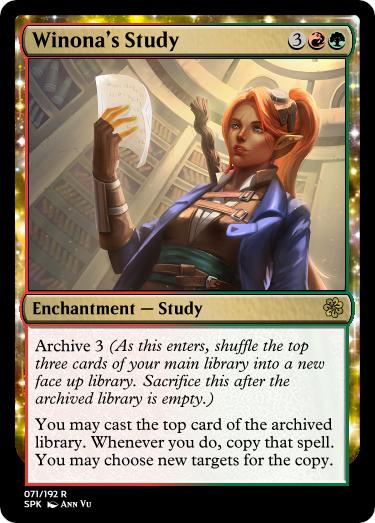 Winona's Study 3
Enchantment — Study
Archive 3 (As this enters, shuffle the top
three cards of your main library into a new
face up library. Sacrifice this after the
archived library is empty.)
You may cast the top card of the archived
library. Whenever you do, copy that spell.
You may choose new targets for the copy.
071/192 R
SPK Ann Vu